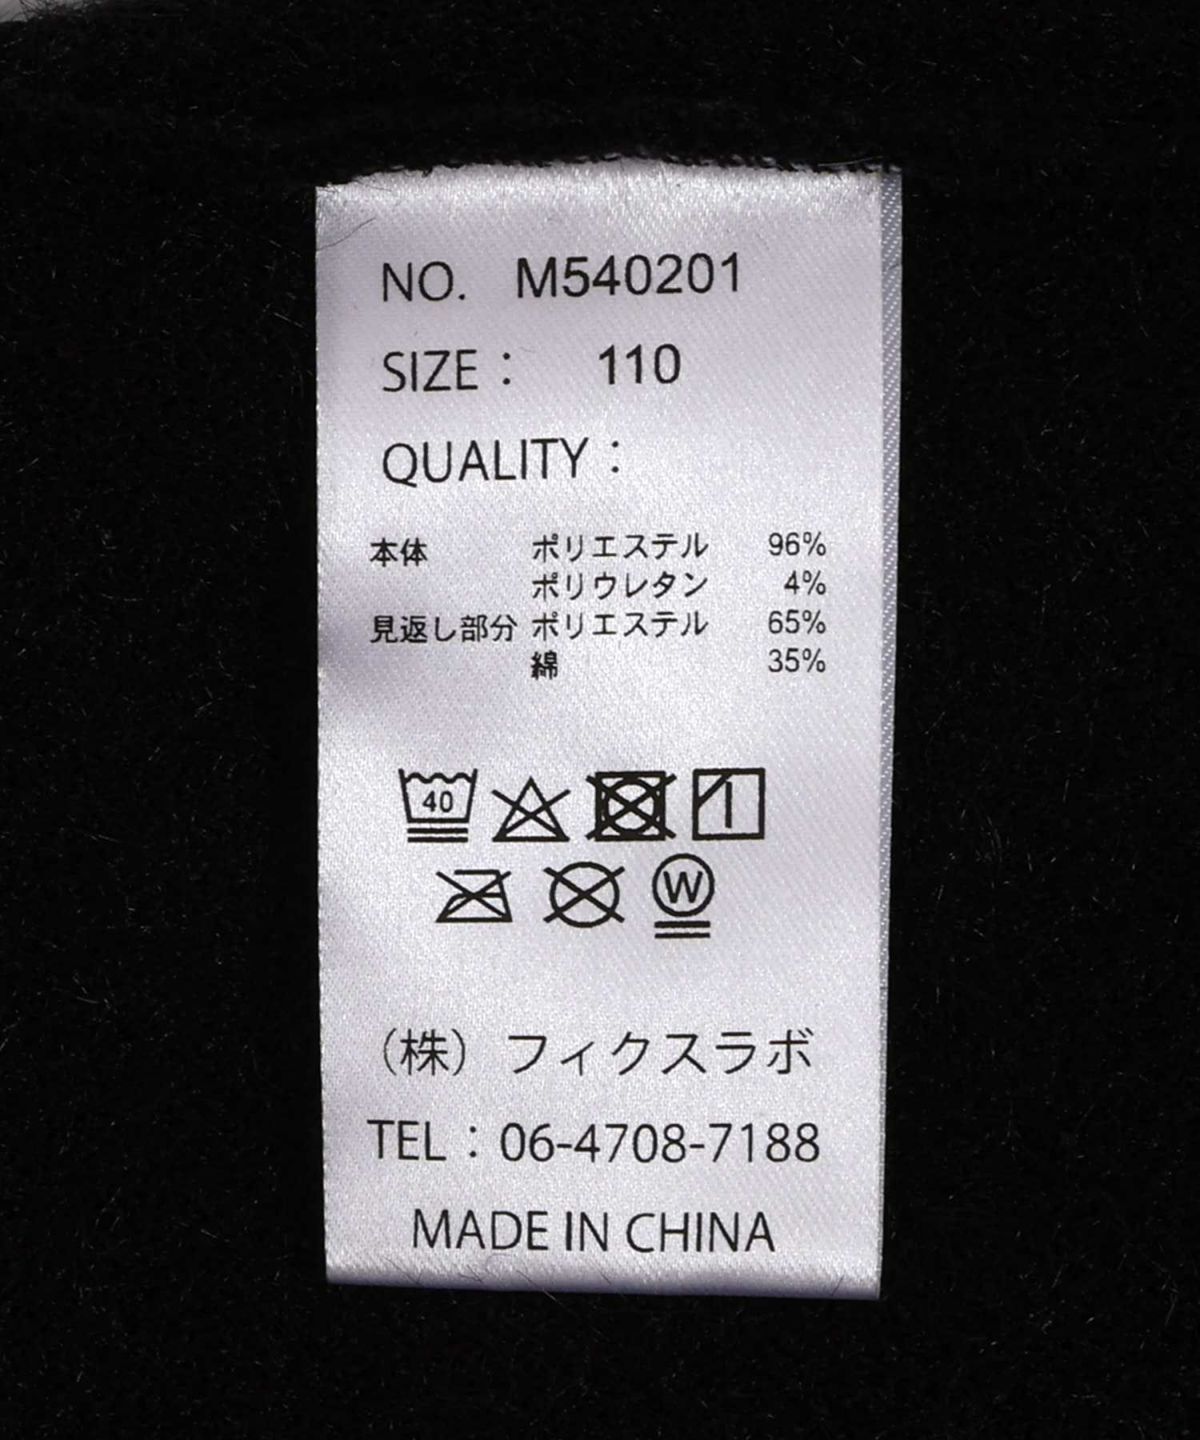 NO. M540201
SIZE： 110
QUALITY：
本体 ポリエステル 96%
ポリウレタン 4%
見返し部分 ポリエステル 65%
綿 35%
40
W
（株）フィクスラボ
TEL：06-4708-7188
MADE IN CHINA